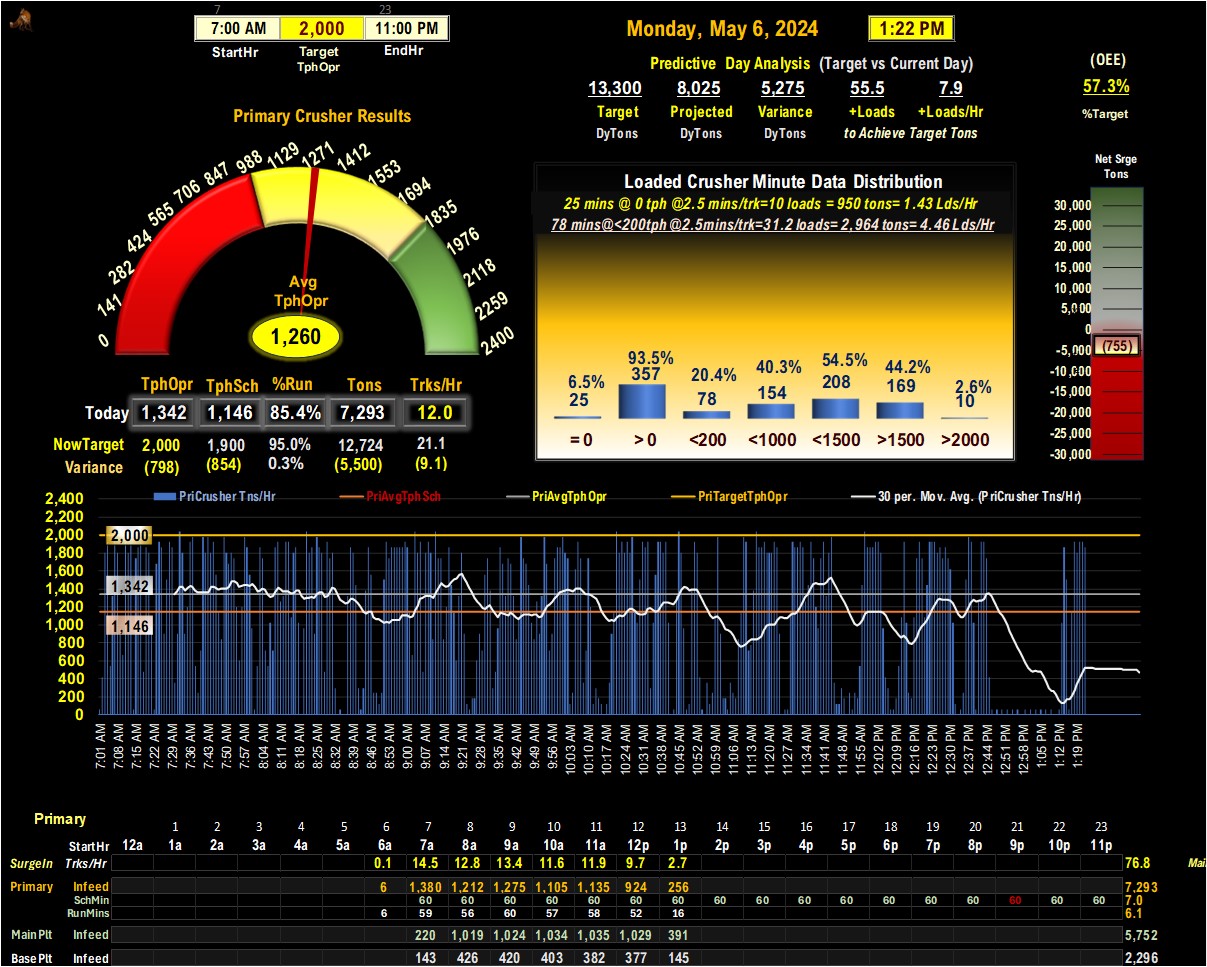 7 23
7:00 AM 2,000 11:00 PM
StartHr Target TphOpr EndHr
Monday, May 6, 2024 1:22 PM
Predictive Day Analysis (Target vs Current Day)
13,300 8,025 5,275 55.5 7.9
Target Projected Variance +Loads +Loads/Hr
DyTons DyTons DyTons to Achieve Target Tons
(OEE)
57.3%
%Target
Primary Crusher Results
0 141 282 424 565 706 847 988 1129 1271 1412 1553 1694 1835 1976 2118 2259 2400
Avg
TphOpr
1,260
TphOpr TphSch %Run Tons Trks/Hr
Today 1,342 1,146 85.4% 7,293 12.0
NowTarget 2,000 1,900 95.0% 12,724 21.1
Variance (798) (854) 0.3% (5,500) (9.1)
Loaded Crusher Minute Data Distribution
25 mins @ 0 tph @2.5 mins/trk=10 loads = 950 tons= 1.43 Lds/Hr
78 mins@<200tph @2.5mins/trk=31.2 loads= 2,964 tons= 4.46 Lds/Hr
6.5% 93.5% 20.4% 40.3% 54.5% 44.2% 2.6%
25 357 78 154 208 169 10
= 0 > 0 <200 <1000 <1500 >1500 >2000
Net Srge
Tons
30,000
25,000
20,000
15,000
10,000
5,000
0
-5,000 (755)
-10,000
-15,000
-20,000
-25,000
-30,000
PriCrusher Tns/Hr PriAvgTphSch PriAvgTphOpr PriTargetTphOpr 30 per. Mov. Avg. (PriCrusher Tns/Hr)
2,400
2,200
2,000 2,000
1,800
1,600
1,400 1,342
1,200
1,000 1,146
800
600
400
200
0
7:01 AM 7:08 AM 7:15 AM 7:22 AM 7:29 AM 7:36 AM 7:43 AM 7:50 AM 7:57 AM 8:04 AM 8:11 AM 8:18 AM 8:25 AM 8:32 AM 8:39 AM 8:46 AM 8:53 AM 9:00 AM 9:07 AM 9:14 AM 9:21 AM 9:28 AM 9:35 AM 9:42 AM 9:49 AM 9:56 AM 10:03 AM 10:10 AM 10:17 AM 10:24 AM 10:31 AM 10:38 AM 10:45 AM 10:52 AM 10:59 AM 11:06 AM 11:13 AM 11:20 AM 11:27 AM 11:34 AM 11:41 AM 11:48 AM 11:55 AM 12:02 PM 12:09 PM 12:16 PM 12:23 PM 12:30 PM 12:37 PM 12:44 PM 12:51 PM 12:58 PM 1:05 PM 1:12 PM 1:19 PM
Primary
1 2 3 4 5 6 7 8 9 10 11 12 13 14 15 16 17 18 19 20 21 22 23
StartHr 12a 1a 2a 3a 4a 5a 6a 7a 8a 9a 10a 11a 12p 1p 2p 3p 4p 5p 6p 7p 8p 9p 10p 11p
SurgeIn Trks/Hr 0.1 14.5 12.8 13.4 11.6 11.9 9.7 2.7 76.8 Mai
Primary Infeed 6 1,380 1,212 1,275 1,105 1,135 924 256 7,293
SchMin 60 60 60 60 60 60 60 60 60 60 60 60 60 60 60 60 60 7.0
RunMins 6 59 56 60 57 58 52 16 6.1
Main Plt Infeed 220 1,019 1,024 1,034 1,035 1,029 391 5,752
Base Plt Infeed 143 426 420 403 382 377 145 2,296